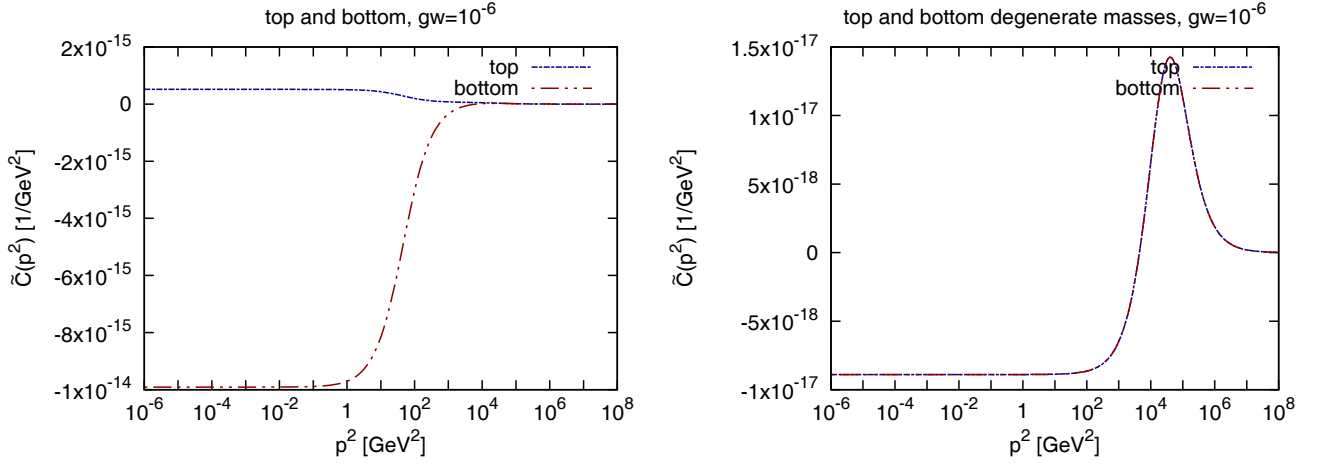 top and bottom, gw=10^-6
2x10^-15
0
-2x10^-15
-4x10^-15
-6x10^-15
-8x10^-15
-1x10^-14
C̃(p^2) [1/GeV^2]
top
bottom
10^-6 10^-4 10^-2 1 10^2 10^4 10^6 10^8
p^2 [GeV^2]
top and bottom degenerate masses, gw=10^-6
1.5x10^-17
1x10^-17
5x10^-18
0
-5x10^-18
-1x10^-17
C̃(p^2) [1/GeV^2]
top
bottom
10^-6 10^-4 10^-2 1 10^2 10^4 10^6 10^8
p^2 [GeV^2]